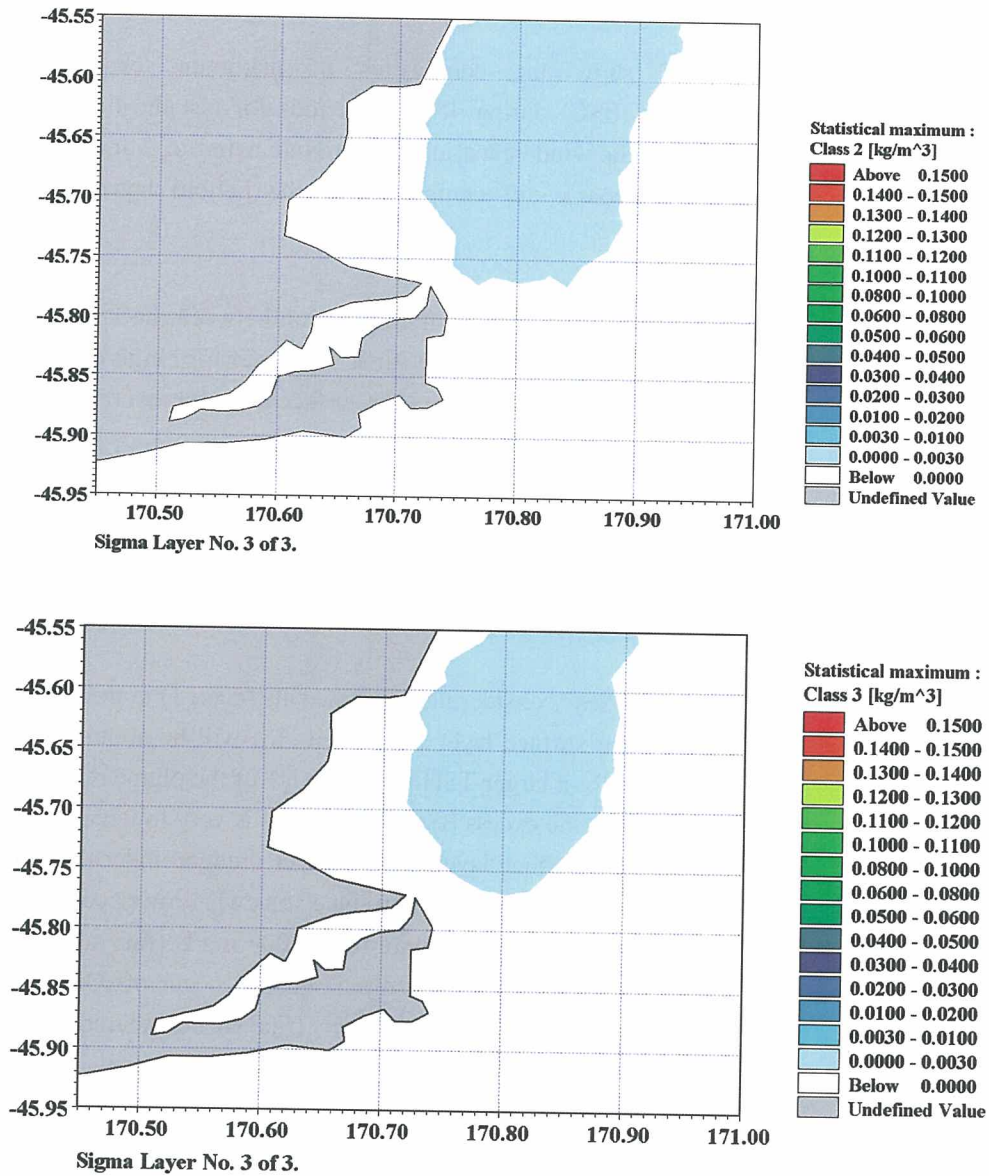 -45.55
-45.60
-45.65
-45.70
-45.75
-45.80
-45.85
-45.90
-45.95
170.50 170.60 170.70 170.80 170.90 171.00
Sigma Layer No. 3 of 3.
Statistical maximum :
Class 2 [kg/m^3]
Above 0.1500
0.1400 - 0.1500
0.1300 - 0.1400
0.1200 - 0.1300
0.1100 - 0.1200
0.1000 - 0.1100
0.0800 - 0.1000
0.0600 - 0.0800
0.0500 - 0.0600
0.0400 - 0.0500
0.0300 - 0.0400
0.0200 - 0.0300
0.0100 - 0.0200
0.0030 - 0.0100
0.0000 - 0.0030
Below 0.0000
Undefined Value
-45.55
-45.60
-45.65
-45.70
-45.75
-45.80
-45.85
-45.90
-45.95
170.50 170.60 170.70 170.80 170.90 171.00
Sigma Layer No. 3 of 3.
Statistical maximum :
Class 3 [kg/m^3]
Above 0.1500
0.1400 - 0.1500
0.1300 - 0.1400
0.1200 - 0.1300
0.1100 - 0.1200
0.1000 - 0.1100
0.0800 - 0.1000
0.0600 - 0.0800
0.0500 - 0.0600
0.0400 - 0.0500
0.0300 - 0.0400
0.0200 - 0.0300
0.0100 - 0.0200
0.0030 - 0.0100
0.0000 - 0.0030
Below 0.0000
Undefined Value